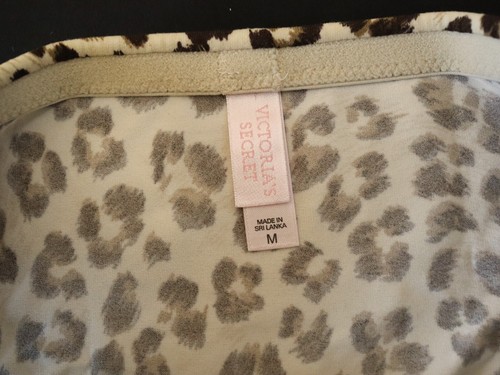 VICTORIA'S
SECRET
MADE IN
SRI LANKA
M